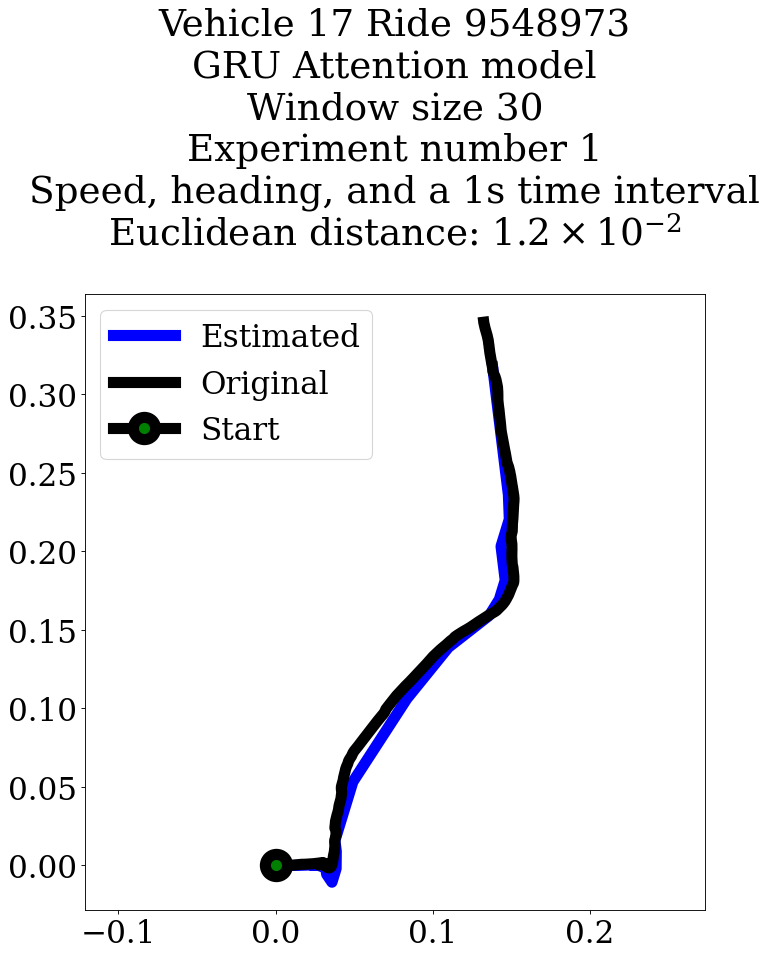 Vehicle 17 Ride 9548973
GRU Attention model
Window size 30
Experiment number 1
Speed, heading, and a 1s time interval
Euclidean distance: 1.2 × 10⁻²
0.35
0.30
0.25
0.20
0.15
0.10
0.05
0.00
Estimated
Original
Start
−0.1
0.0
0.1
0.2